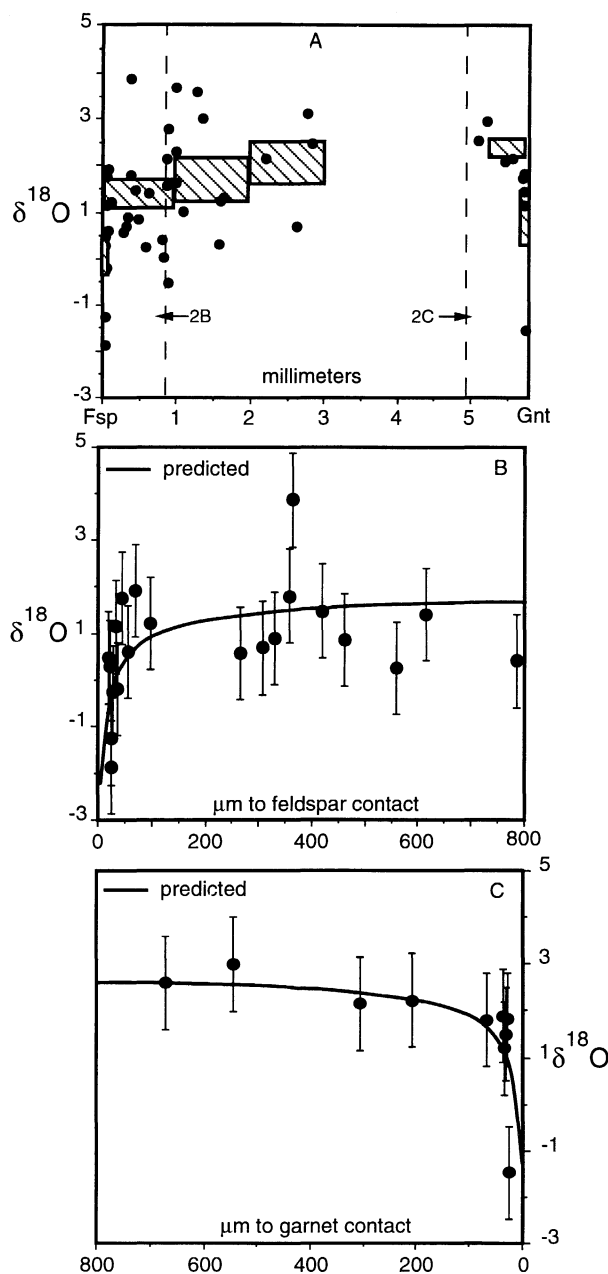 A
5
3
δ18O
1
-1
2B
2C
-3
millimeters
Fsp 1 2 3 4 5 Gnt
5
predicted
B
3
δ18O
1
-1
-3
μm to feldspar contact
0 200 400 600 800
5
predicted
C
3
1
δ18O
-1
-3
μm to garnet contact
800 600 400 200 0